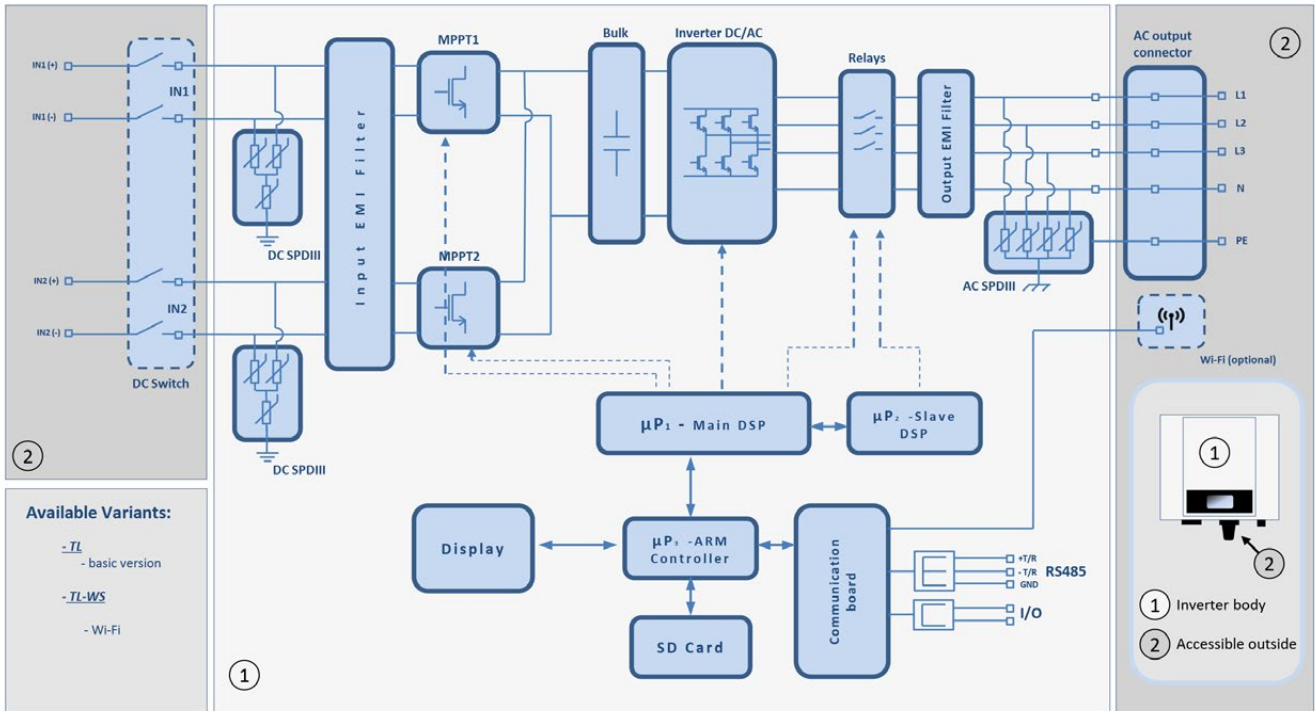 2
IN1 (+)
IN1
IN1 (-)
IN2 (+)
IN2
IN2 (-)
DC Switch
2
Available Variants:
- TL
- basic version
- TL-WS
- Wi-Fi
DC SPDIII
DC SPDIII
Input EMI Filter
MPPT1
MPPT2
Bulk
Inverter DC/AC
Relays
Output EMI Filter
AC SPDIII
µP1 - Main DSP
µP2 -Slave
DSP
Display
µP3 -ARM
Controller
SD Card
Communication
board
+T/R
- T/R
GND
RS485
I/O
1
AC output
connector
2
L1
L2
L3
N
PE
Wi-Fi (optional)
1
2
1 Inverter body
2 Accessible outside